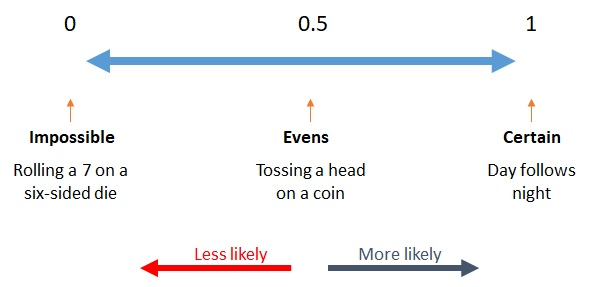 0 0.5 1
Impossible Evens Certain
Rolling a 7 on a Tossing a head Day follows
six-sided die on a coin night
Less likely More likely